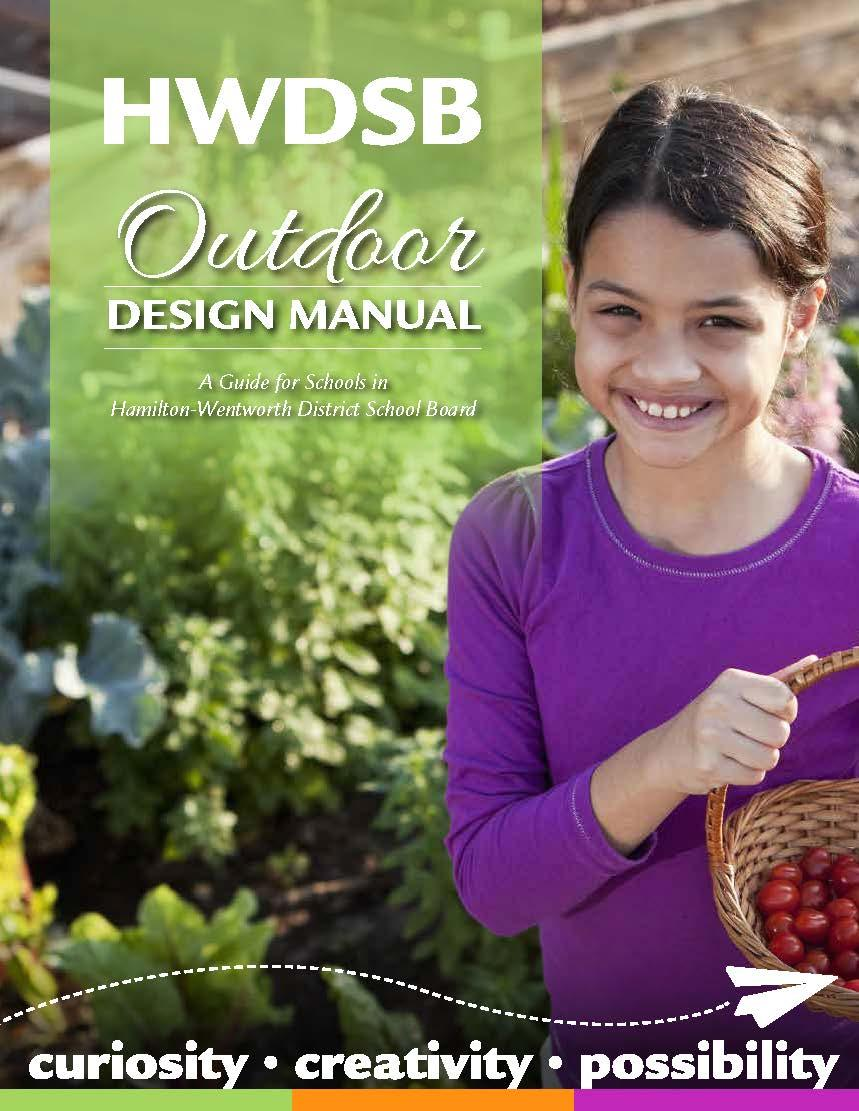 HWDSB
Outdoor
DESIGN MANUAL
A Guide for Schools in
Hamilton-Wentworth District School Board
curiosity • creativity • possibility